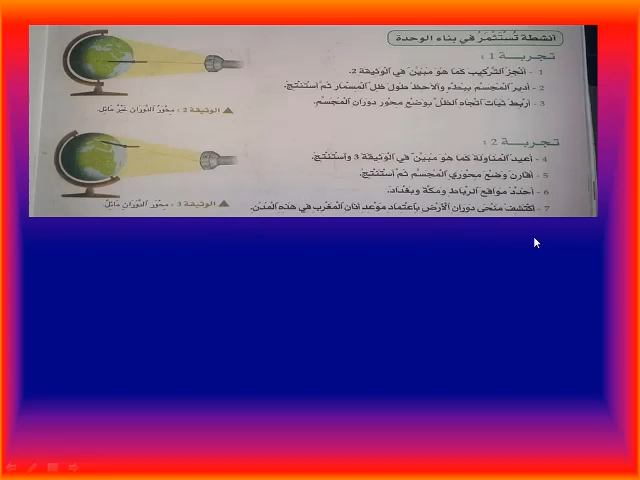 أنشطة تُسْتَثْمَرُ في بناء الوحدة
تجربة 1 :
1 - أنجز التركيب كما هو مبين في الوثيقة 2.
2 - أدير المجسم ببطء وألاحظ طول ظل المسمار ثم أستنتج.
3 - أربط ثبات اتجاه الظل بوضع محور دوران المجسم.
الوثيقة 2 : محور الدوران غير مائل.
تجربة 2 :
4 - أعيد المناولة كما هو مبين في الوثيقة 3 وأستنتج.
5 - أقارن وضع محوري المجسم ثم أستنتج.
6 - أحدد مواقع الرباط ومكة وبغداد.
7 - أكتشف منحى دوران الأرض باعتماد موعد أذان المغرب في هذه المدن.
الوثيقة 3 : محور الدوران مائل.